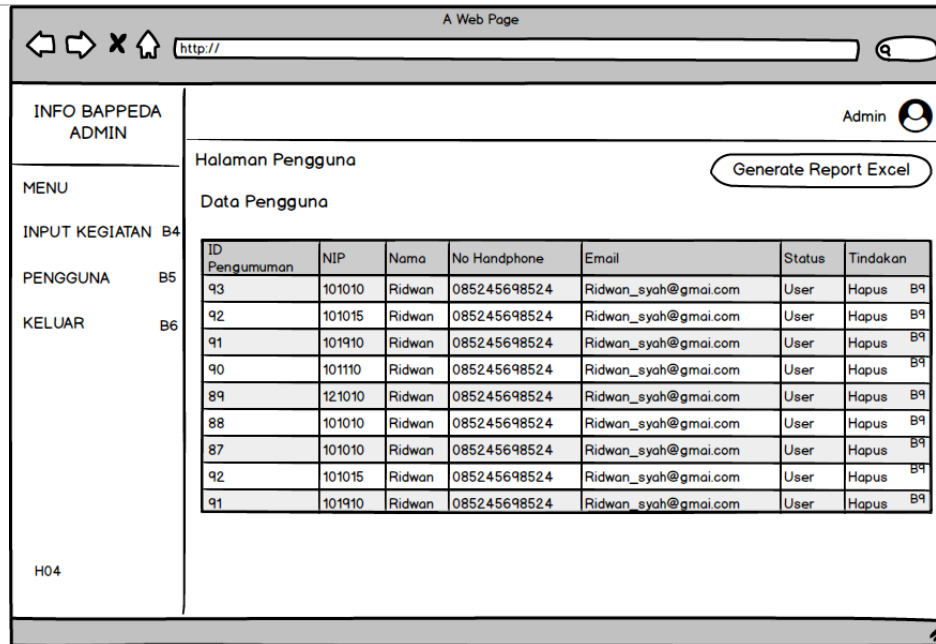 A Web Page
http://
INFO BAPPEDA
ADMIN
Admin
MENU
INPUT KEGIATAN B4
PENGGUNA B5
KELUAR B6
H04
Halaman Pengguna
Generate Report Excel
Data Pengguna
ID Pengumuman NIP Nama No Handphone Email Status Tindakan
93 101010 Ridwan 085245698524 Ridwan_syah@gmai.com User Hapus B9
92 101015 Ridwan 085245698524 Ridwan_syah@gmai.com User Hapus B9
91 101910 Ridwan 085245698524 Ridwan_syah@gmai.com User Hapus B9
90 101110 Ridwan 085245698524 Ridwan_syah@gmai.com User Hapus B9
89 121010 Ridwan 085245698524 Ridwan_syah@gmai.com User Hapus B9
88 101010 Ridwan 085245698524 Ridwan_syah@gmai.com User Hapus B9
87 101010 Ridwan 085245698524 Ridwan_syah@gmai.com User Hapus B9
92 101015 Ridwan 085245698524 Ridwan_syah@gmai.com User Hapus B9
91 101910 Ridwan 085245698524 Ridwan_syah@gmai.com User Hapus B9